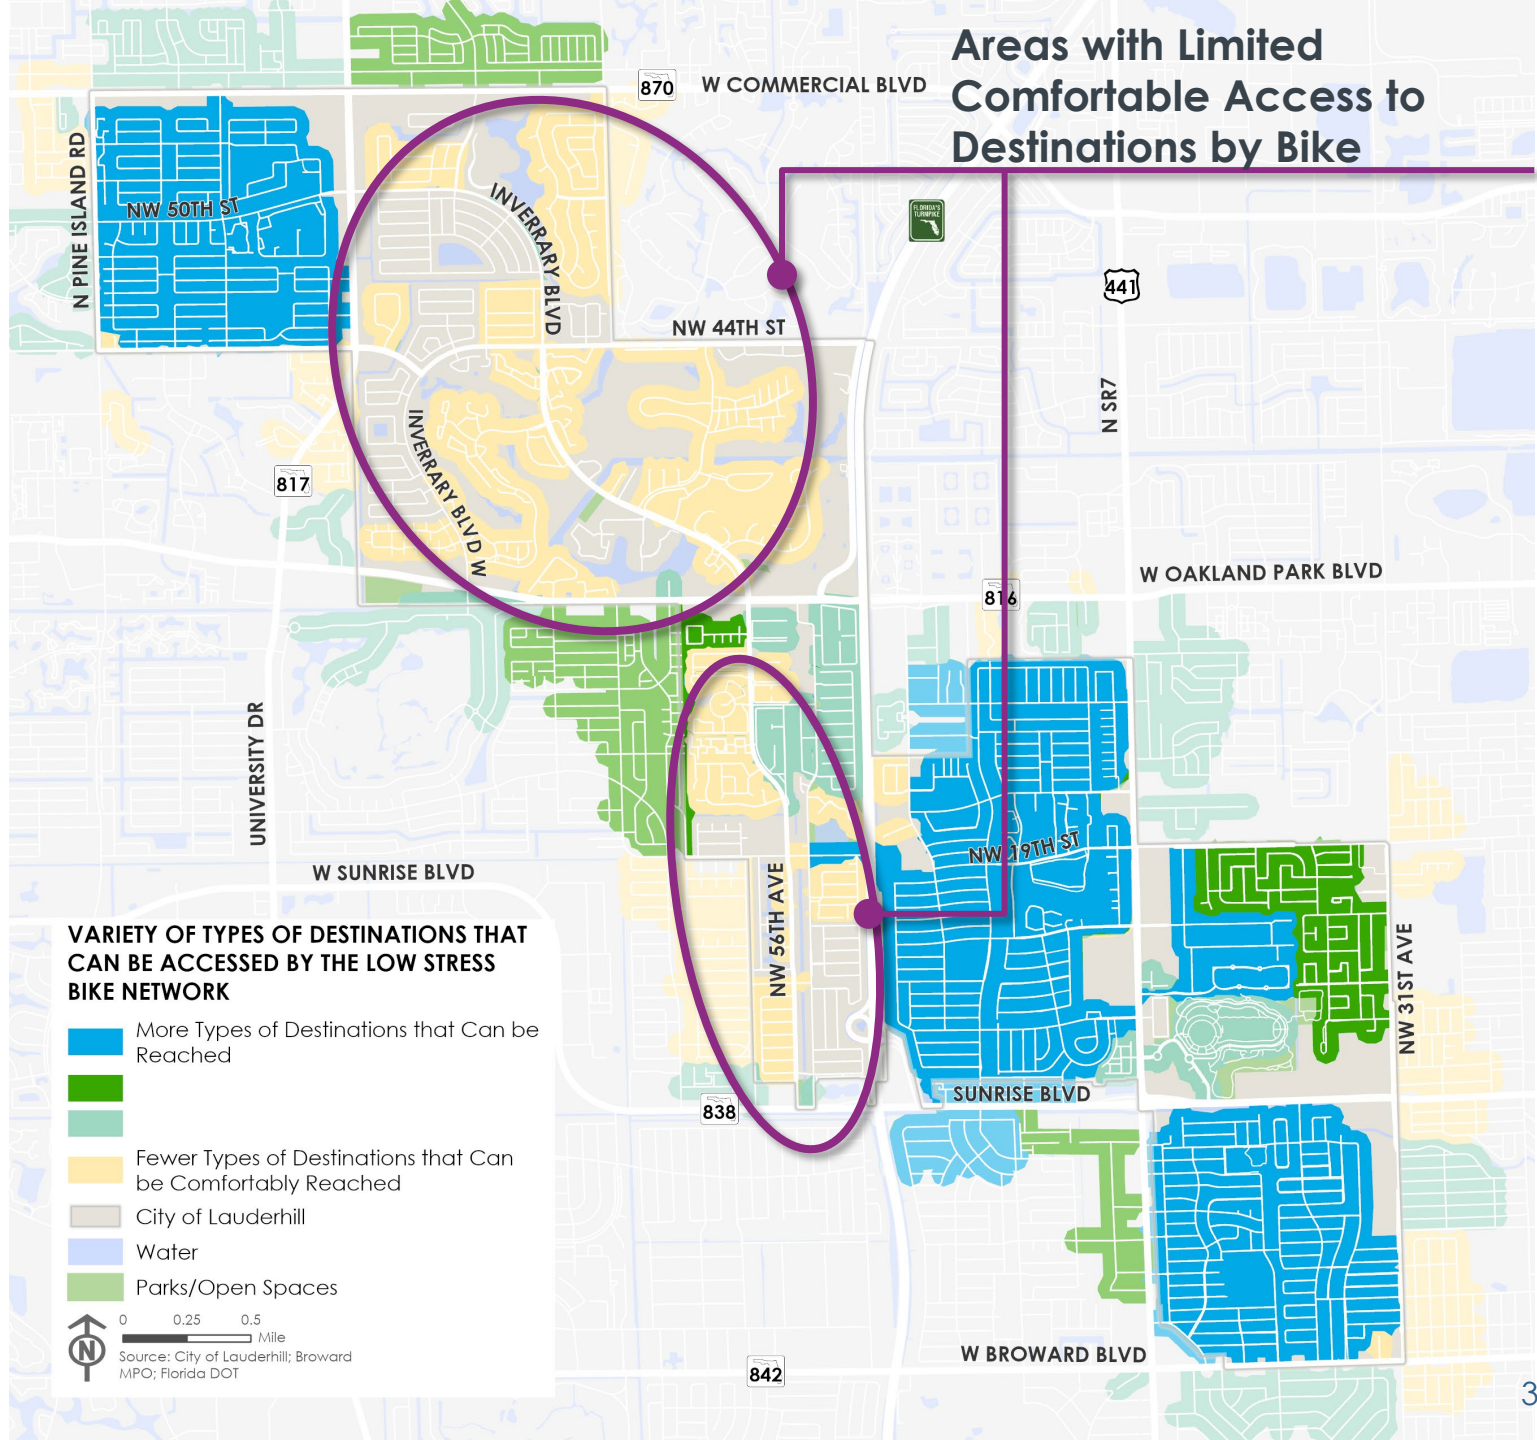 Areas with Limited
Comfortable Access to
Destinations by Bike
870
W COMMERCIAL BLVD
N PINE ISLAND RD
NW 50TH ST
INVERRARY BLVD
FLORIDA'S
TURNPIKE
441
NW 44TH ST
N SR7
INVERRARY BLVD W
817
816
W OAKLAND PARK BLVD
UNIVERSITY DR
NW 19TH ST
W SUNRISE BLVD
NW 56TH AVE
NW 31ST AVE
838
SUNRISE BLVD
W BROWARD BLVD
842
VARIETY OF TYPES OF DESTINATIONS THAT
CAN BE ACCESSED BY THE LOW STRESS
BIKE NETWORK
More Types of Destinations that Can be
Reached
Fewer Types of Destinations that Can
be Comfortably Reached
City of Lauderhill
Water
Parks/Open Spaces
0 0.25 0.5
Mile
N
Source: City of Lauderhill; Broward
MPO; Florida DOT
3